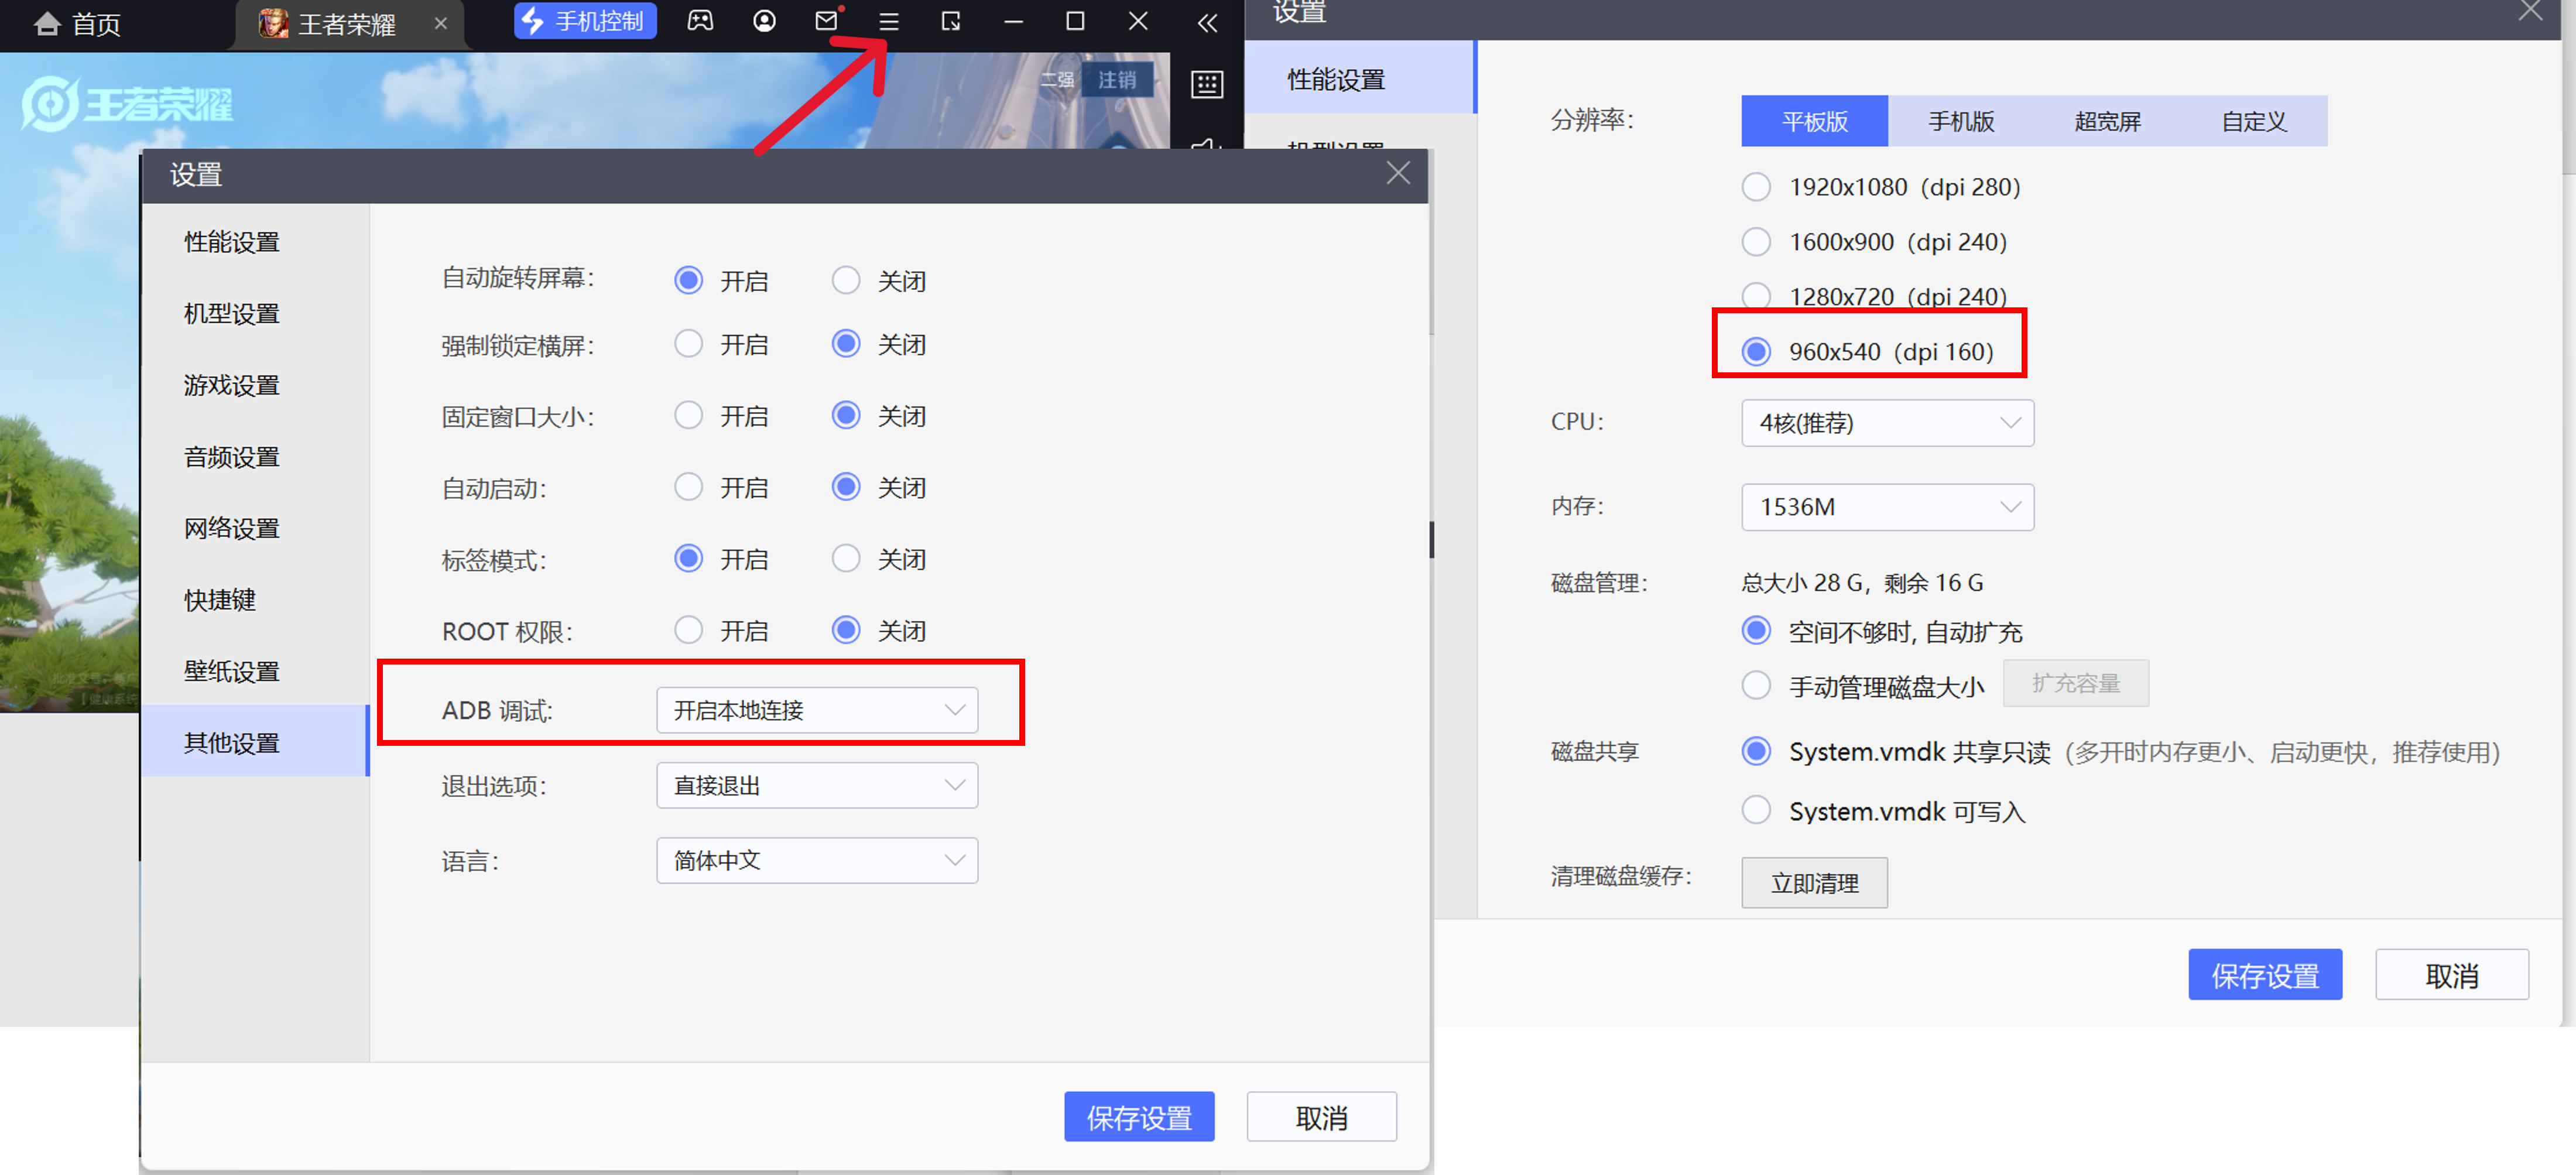 首页
王者荣耀
手机控制
王者荣耀
二强
注销
设置
性能设置
机型设置
游戏设置
音频设置
网络设置
快捷键
壁纸设置
其他设置
自动旋转屏幕： 开启 关闭
强制锁定横屏： 开启 关闭
固定窗口大小： 开启 关闭
自动启动： 开启 关闭
标签模式： 开启 关闭
ROOT 权限： 开启 关闭
ADB 调试: 开启本地连接
退出选项： 直接退出
语言： 简体中文
保存设置 取消
设置
性能设置
机型设置
分辨率： 平板版 手机版 超宽屏 自定义
1920x1080（dpi 280）
1600x900（dpi 240）
1280x720（dpi 240）
960x540（dpi 160）
CPU： 4核(推荐)
内存： 1536M
磁盘管理： 总大小 28 G，剩余 16 G
空间不够时, 自动扩充
手动管理磁盘大小 扩充容量
磁盘共享 System.vmdk 共享只读（多开时内存更小、启动更快，推荐使用）
System.vmdk 可写入
清理磁盘缓存： 立即清理
保存设置 取消